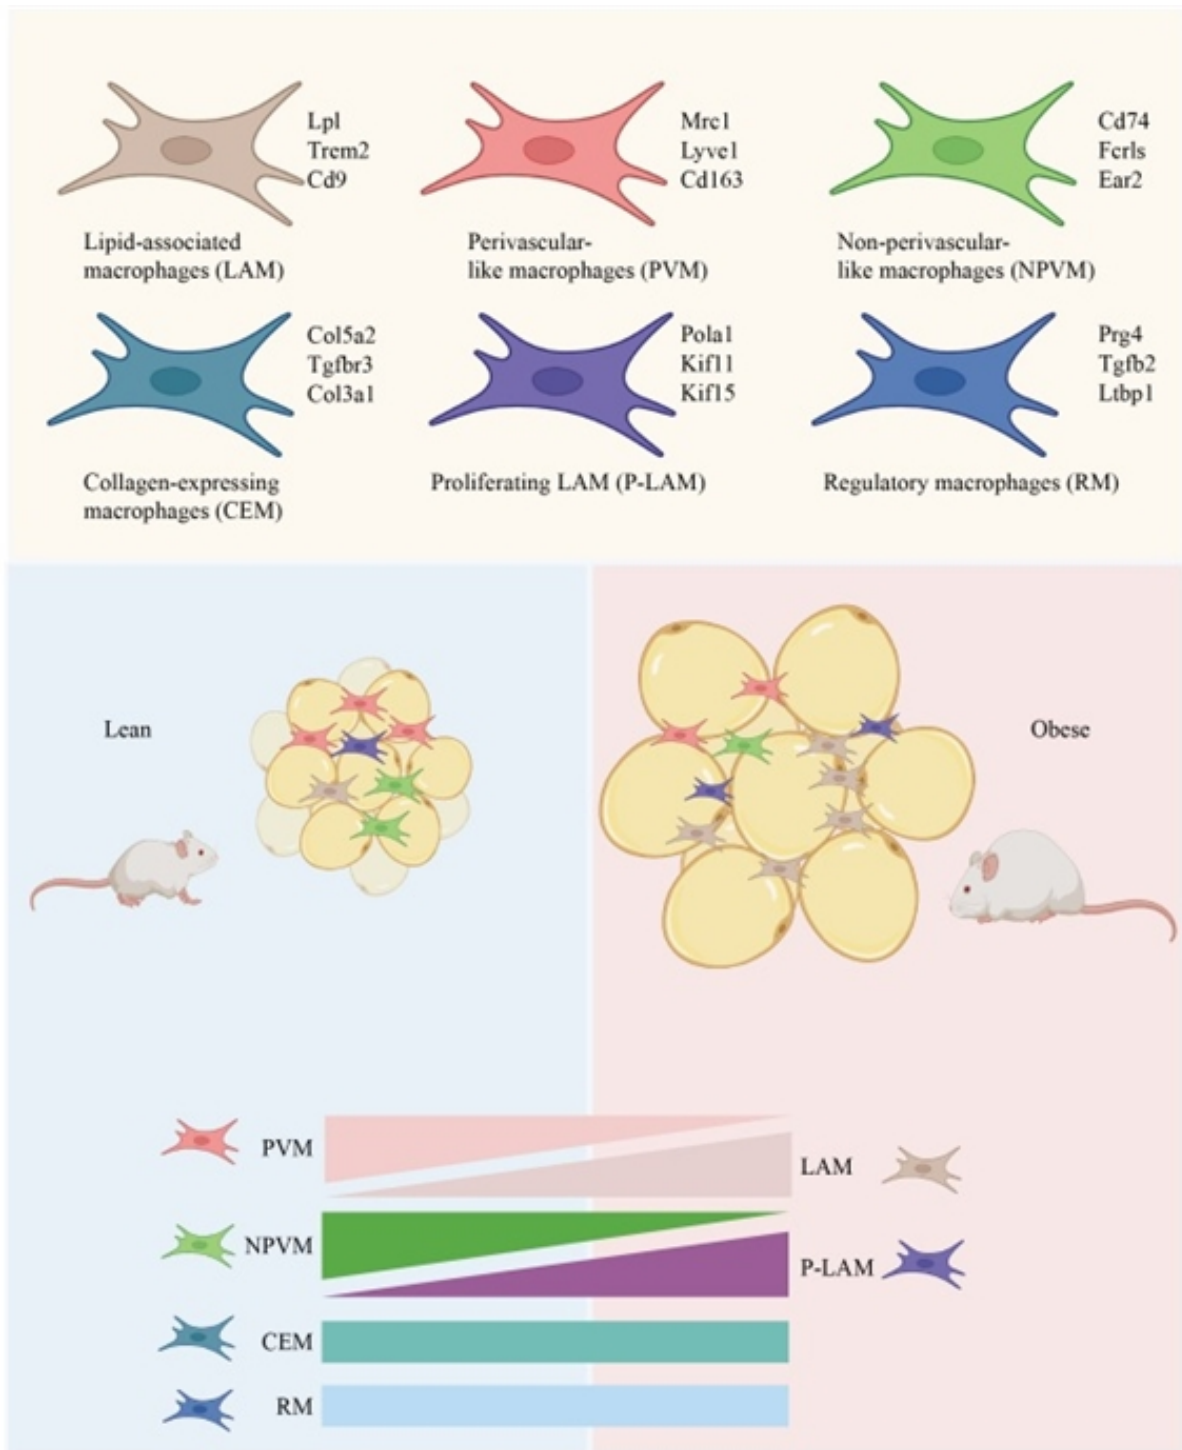 Lpl
Trem2
Cd9
Lipid-associated
macrophages (LAM)
Mrc1
Lyve1
Cd163
Perivascular-
like macrophages (PVM)
Cd74
Fcrls
Ear2
Non-perivascular-
like macrophages (NPVM)
Col5a2
Tgfbr3
Col3a1
Collagen-expressing
macrophages (CEM)
Pola1
Kif11
Kif15
Proliferating LAM (P-LAM)
Prg4
Tgfb2
Ltbp1
Regulatory macrophages (RM)
Lean
Obese
PVM
LAM
NPVM
P-LAM
CEM
RM